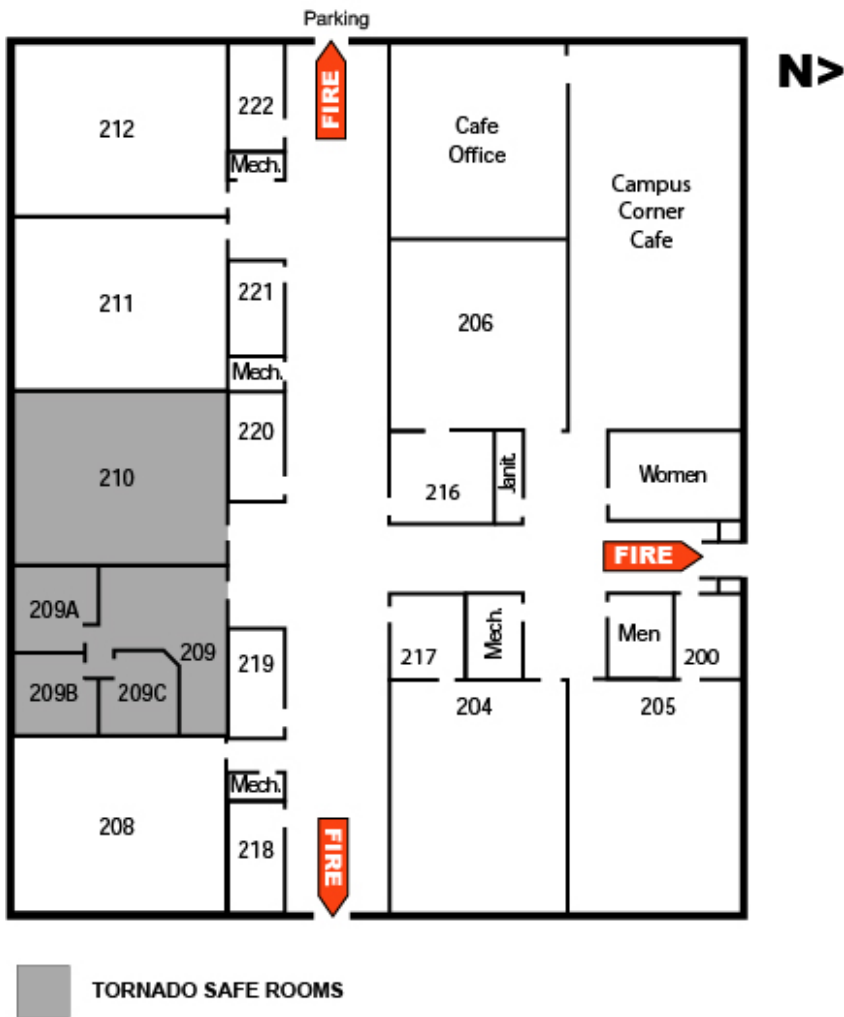 Parking
N>
FIRE
222
212
Cafe
Office
Mech.
Campus
Corner
Cafe
221
211
206
Mech.
220
210
Women
216
Janit.
FIRE
209A
Men
Mech.
209
217
200
219
209B
209C
204
205
Mech.
208
218
FIRE
TORNADO SAFE ROOMS